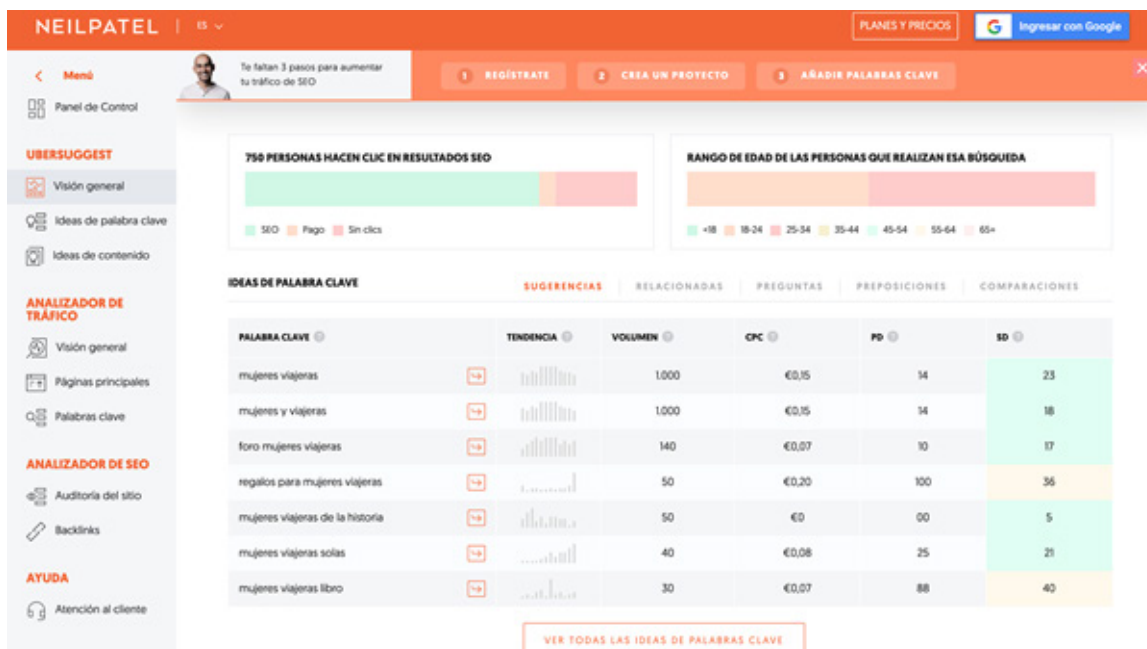 NEILPATEL | ES
PLANES Y PRECIOS
Ingresar con Google
Menú
Panel de Control
UBERSUGGEST
Visión general
Ideas de palabra clave
Ideas de contenido
ANALIZADOR DE
TRÁFICO
Visión general
Páginas principales
Palabras clave
ANALIZADOR DE SEO
Auditoría del sitio
Backlinks
AYUDA
Atención al cliente
Te faltan 3 pasos para aumentar
tu tráfico de SEO
1 REGÍSTRATE
2 CREA UN PROYECTO
3 AÑADIR PALABRAS CLAVE
750 PERSONAS HACEN CLIC EN RESULTADOS SEO
SEO Pago Sin clics
RANGO DE EDAD DE LAS PERSONAS QUE REALIZAN ESA BÚSQUEDA
<18 18-24 25-34 35-44 45-54 55-64 65+
IDEAS DE PALABRA CLAVE
SUGERENCIAS | RELACIONADAS | PREGUNTAS | PREPOSICIONES | COMPARACIONES
PALABRA CLAVE TENDENCIA VOLUMEN CPC PD SD
mujeres viajeras 1.000 €0,15 14 23
mujeres y viajeras 1.000 €0,15 14 18
foro mujeres viajeras 140 €0,07 10 17
regalos para mujeres viajeras 50 €0,20 100 36
mujeres viajeras de la historia 50 €0 00 5
mujeres viajeras solas 40 €0,08 25 21
mujeres viajeras libro 30 €0,07 88 40
VER TODAS LAS IDEAS DE PALABRAS CLAVE